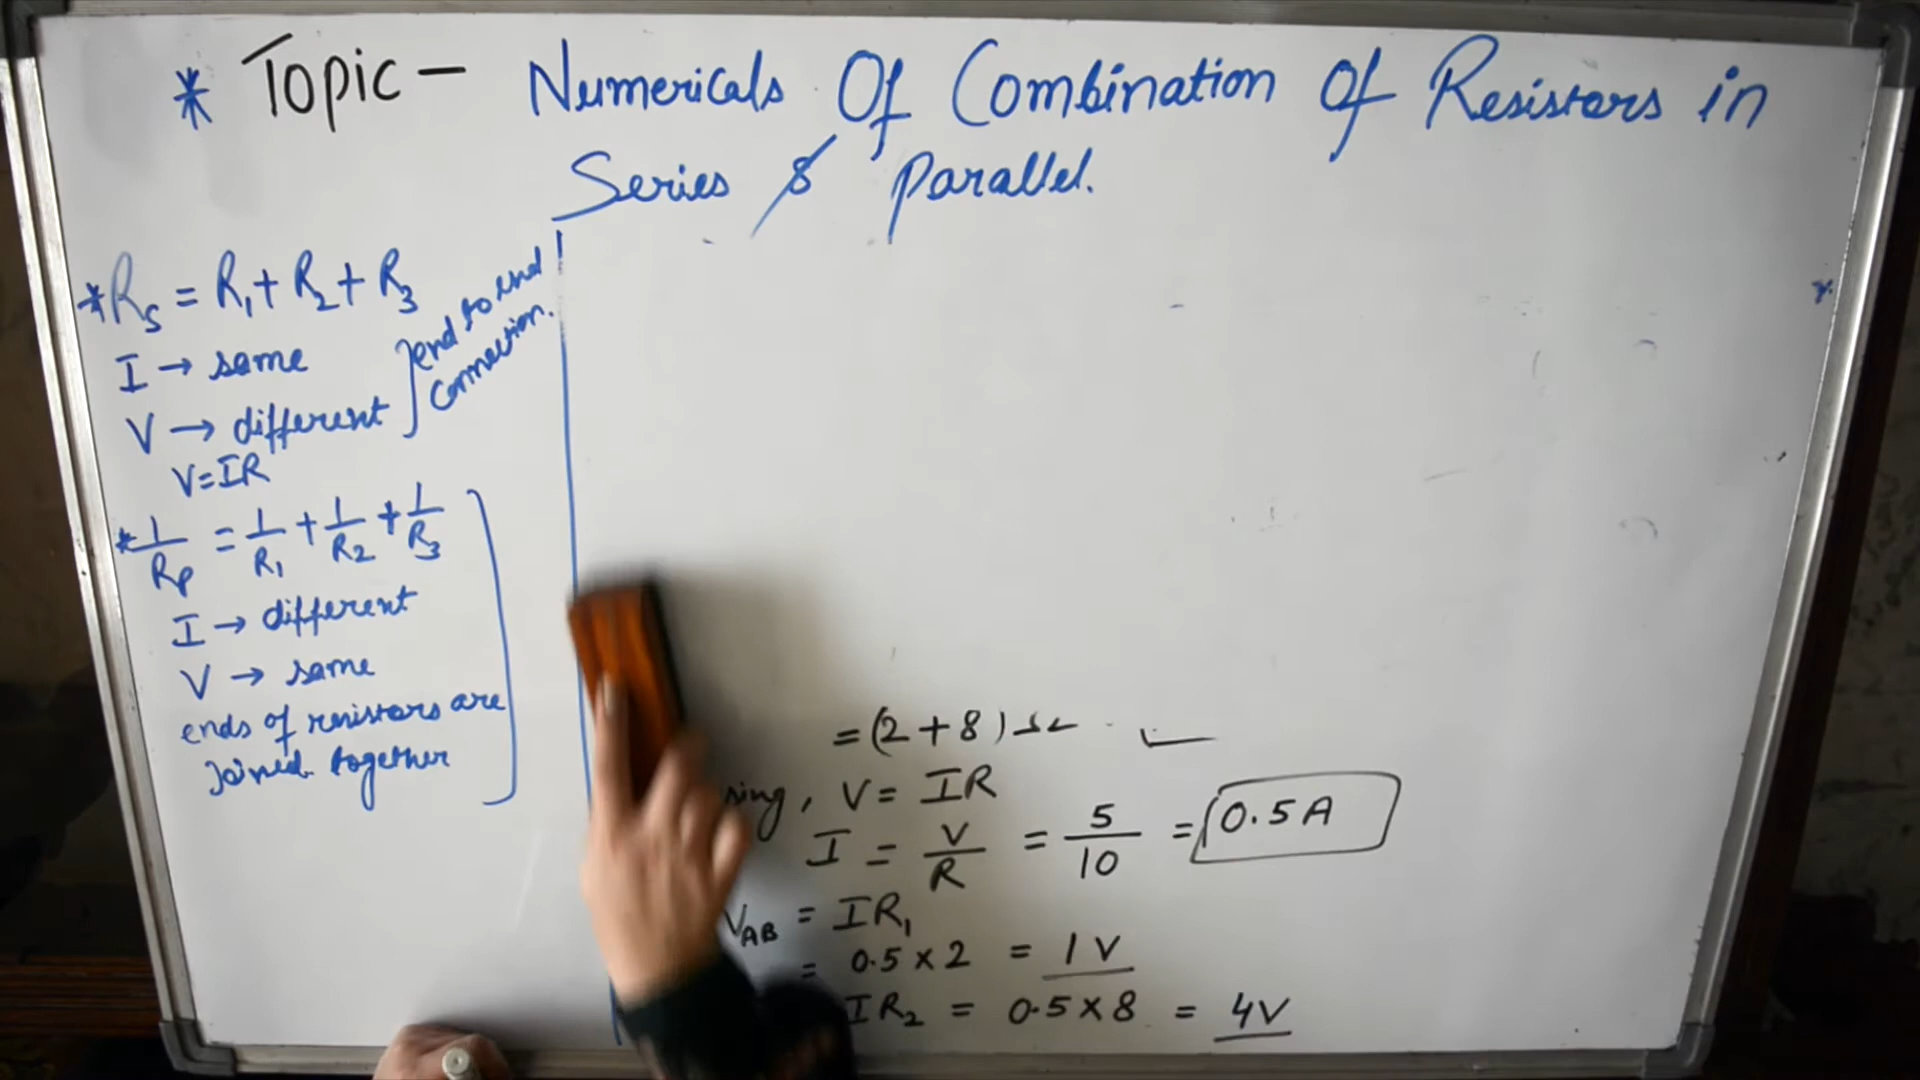 * Topic - Numericals Of Combination Of Resistors in
Series & Parallel.
* Rs = R1 + R2 + R3
I → same
V → different
end to end
connection.
V = IR
* 1/Rp = 1/R1 + 1/R2 + 1/R3
I → different
V → same
ends of resistors are
joined together
= (2 + 8) Ω
, V = IR
I = V/R = 5/10 = 0.5 A
VAB = IR1
= 0.5 × 2 = 1 V
IR2 = 0.5 × 8 = 4V